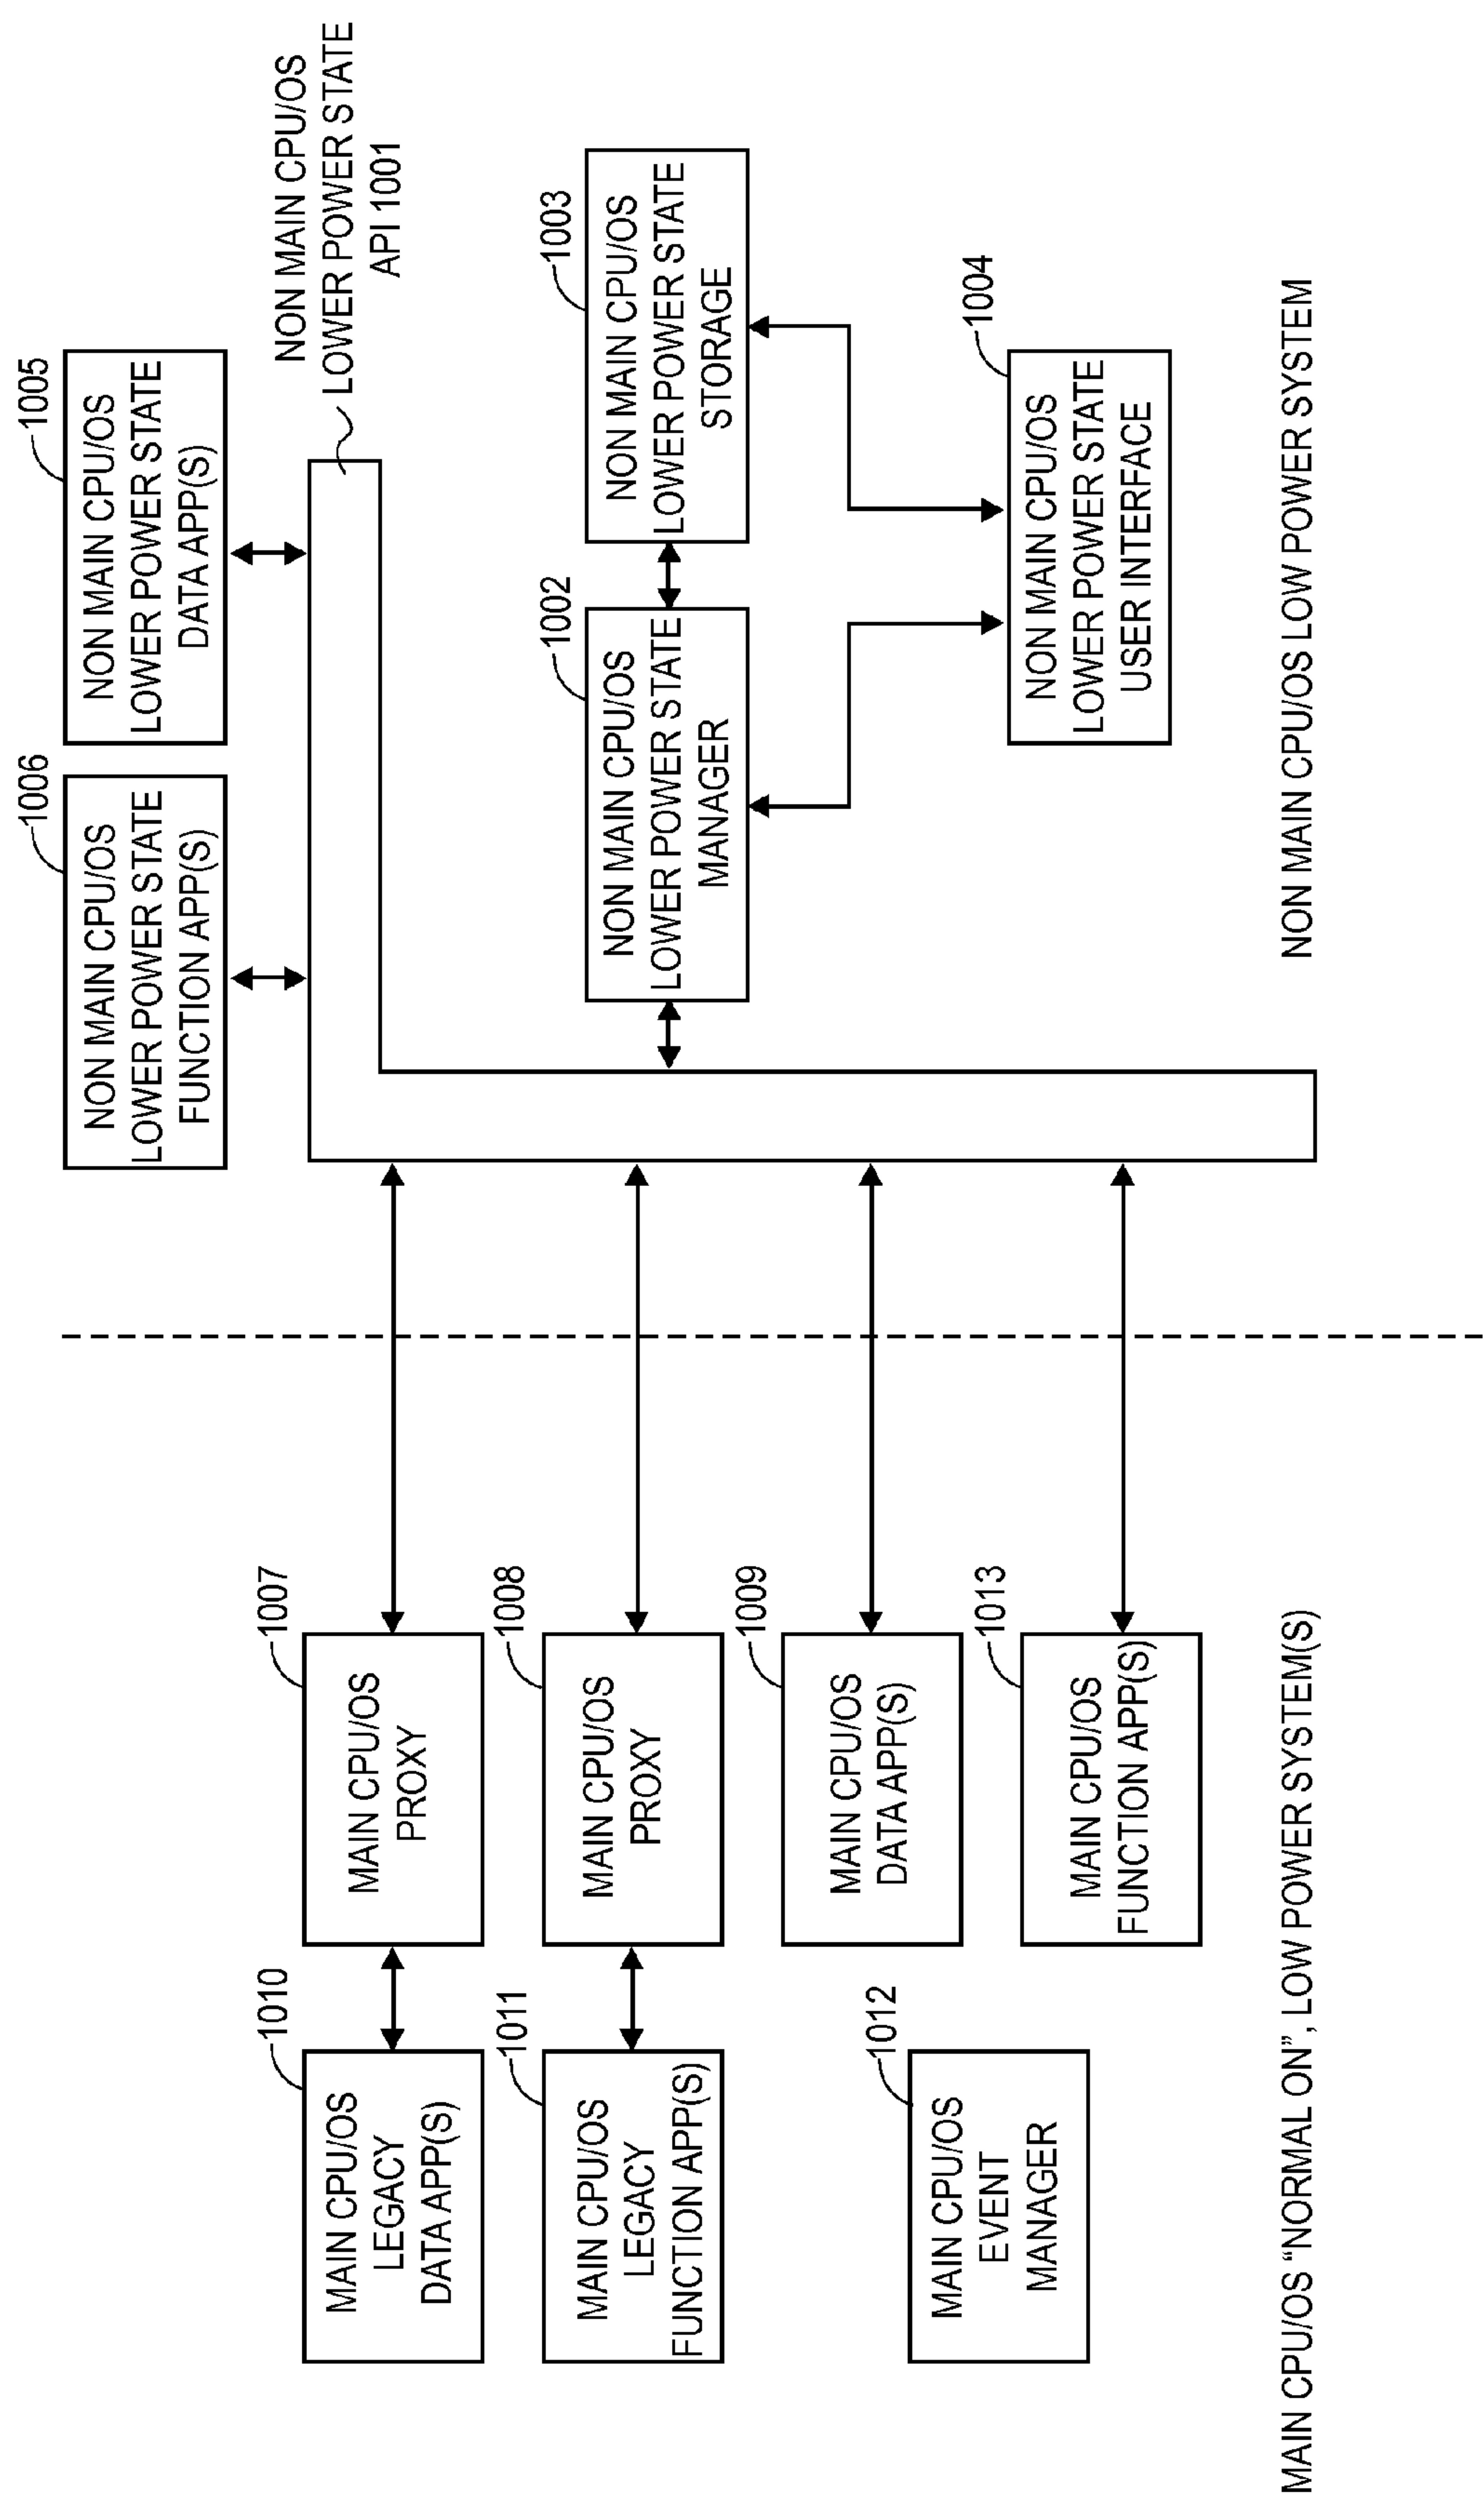 1010
MAIN CPU/OS
LEGACY
DATA APP(S)
1011
MAIN CPU/OS
LEGACY
FUNCTION APP(S)
1012
MAIN CPU/OS
EVENT
MANAGER
1007
MAIN CPU/OS
PROXY
1008
MAIN CPU/OS
PROXY
1009
MAIN CPU/OS
DATA APP(S)
1013
MAIN CPU/OS
FUNCTION APP(S)
MAIN CPU/OS “NORMAL ON”, LOW POWER SYSTEM(S)
1006
NON MAIN CPU/OS
LOWER POWER STATE
FUNCTION APP(S)
1005
NON MAIN CPU/OS
LOWER POWER STATE
DATA APP(S)
NON MAIN CPU/OS
LOWER POWER STATE
API 1001
1002
NON MAIN CPU/OS
LOWER POWER STATE
MANAGER
1003
NON MAIN CPU/OS
LOWER POWER STATE
STORAGE
1004
NON MAIN CPU/OS
LOWER POWER STATE
USER INTERFACE
NON MAIN CPU/OS LOW POWER SYSTEM